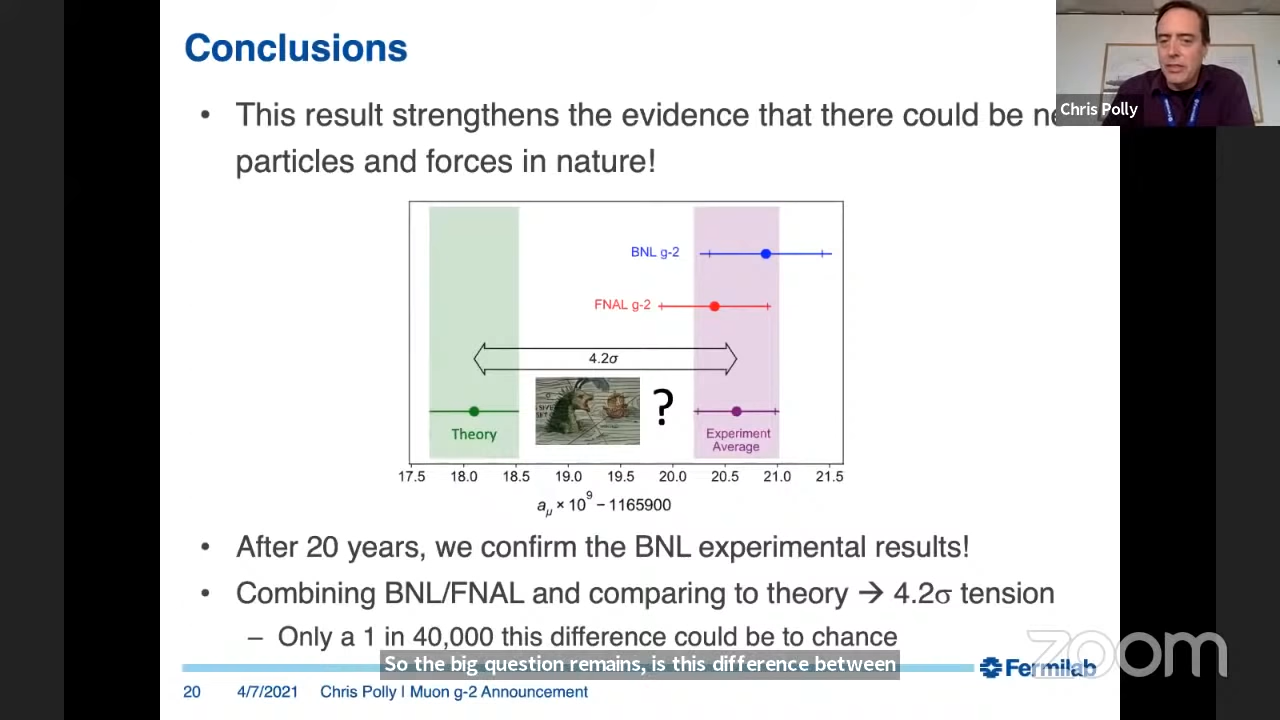 Conclusions
Chris Polly
• This result strengthens the evidence that there could be
particles and forces in nature!
BNL g-2
FNAL g-2
4.2σ
?
Theory
Experiment
Average
17.5 18.0 18.5 19.0 19.5 20.0 20.5 21.0 21.5
aμ × 10⁹ − 1165900
• After 20 years, we confirm the BNL experimental results!
• Combining BNL/FNAL and comparing to theory → 4.2σ tension
– Only a 1 in 40,000 this difference could be to chance
So the big question remains, is this difference between
zoom
Fermilab
20 4/7/2021 Chris Polly I Muon g-2 Announcement